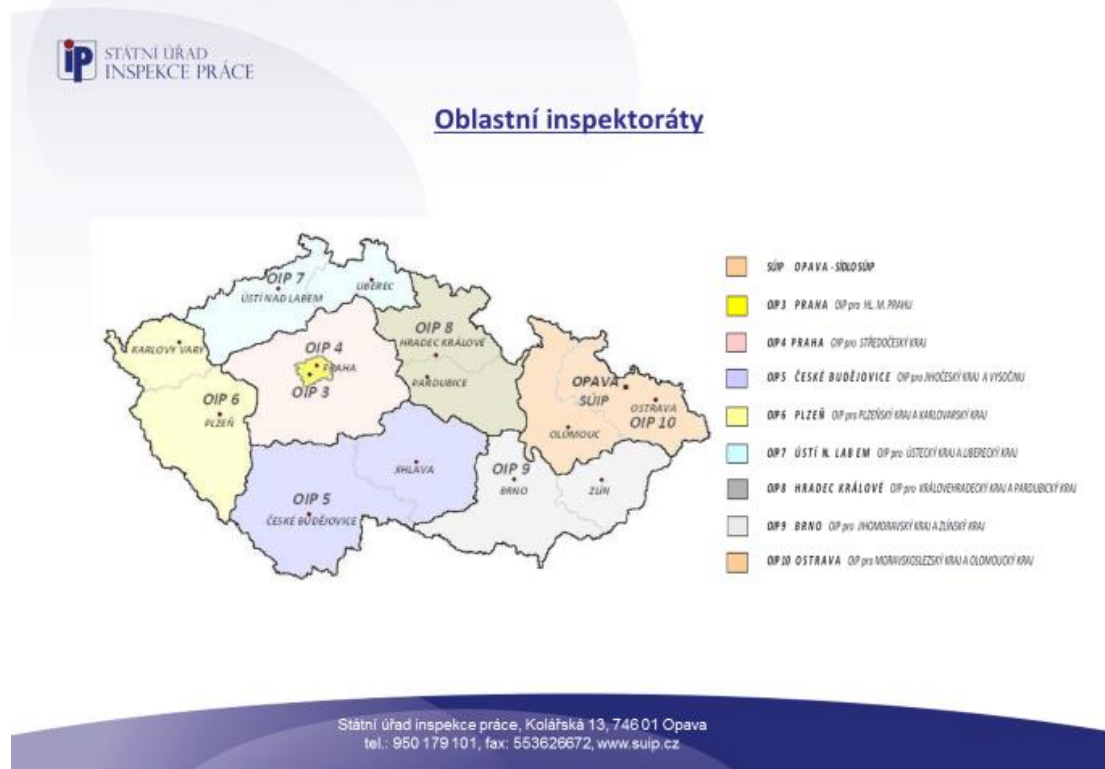 STÁTNÍ ÚŘAD
INSPEKCE PRÁCE
Oblastní inspektoráty
OIP 7
ÚSTÍ NAD LABEM
LIBEREC
OIP 8
HRADEC KRÁLOVÉ
PARDUBICE
KARLOVY VARY
OIP 4
PRAHA
OIP 3
OIP 6
PLZEŇ
OPAVA
SÚIP
OSTRAVA
OIP 10
OLOMOUC
JIHLAVA
OIP 9
BRNO
ZLÍN
OIP 5
ČESKÉ BUDĚJOVICE
SÚIP OPAVA - SÍDLO SÚIP
OIP 3 PRAHA OIP pro HL. M. PRAHU
OIP 4 PRAHA OIP pro STŘEDOČESKÝ KRAJ
OIP 5 ČESKÉ BUDĚJOVICE OIP pro JIHOČESKÝ KRAJ A VYSOČINU
OIP 6 PLZEŇ OIP pro PLZEŇSKÝ KRAJ A KARLOVARSKÝ KRAJ
OIP 7 ÚSTÍ N. LABEM OIP pro ÚSTECKÝ KRAJ A LIBERECKÝ KRAJ
OIP 8 HRADEC KRÁLOVÉ OIP pro KRÁLOVEHRADECKÝ KRAJ A PARDUBICKÝ KRAJ
OIP 9 BRNO OIP pro JIHOMORAVSKÝ KRAJ A ZLÍNSKÝ KRAJ
OIP 10 OSTRAVA OIP pro MORAVSKOSLEZSKÝ KRAJ A OLOMOUCKÝ KRAJ
Státní úřad inspekce práce, Kolářská 13, 746 01 Opava
tel.: 950 179 101, fax: 553626672, www.suip.cz